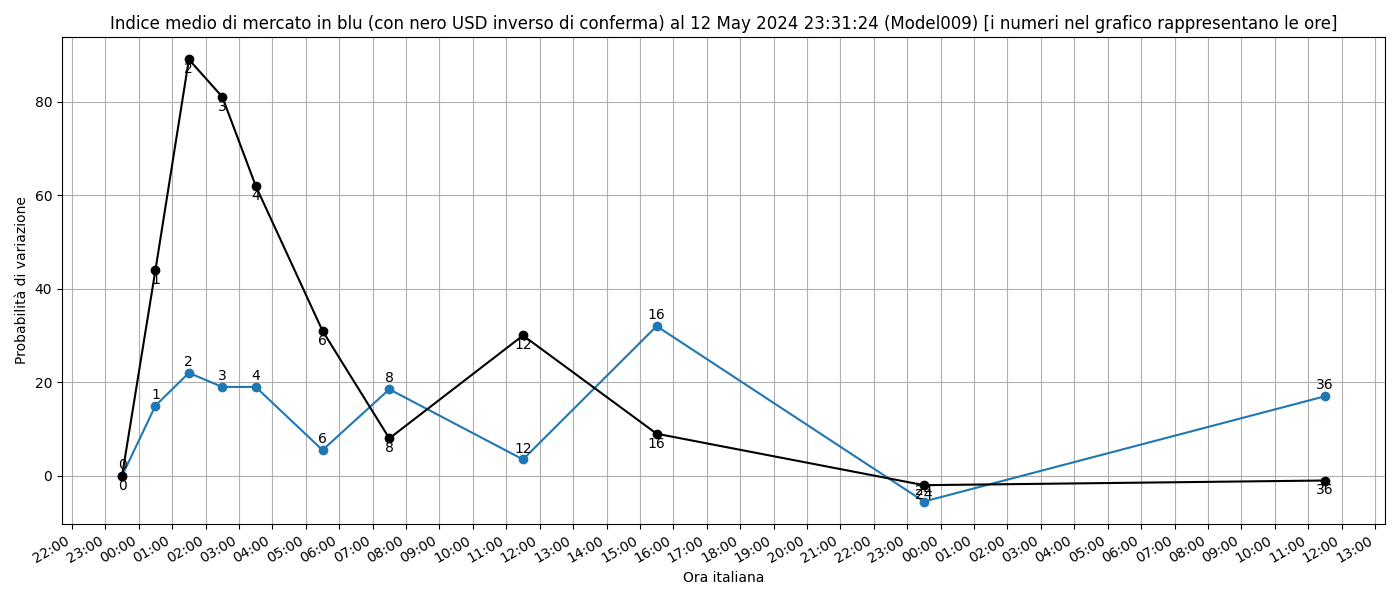 Indice medio di mercato in blu (con nero USD inverso di conferma) al 12 May 2024 23:31:24 (Model009) [i numeri nel grafico rappresentano le ore]
Probabilità di variazione
80
60
40
20
0
0 1 2 3 4 6 8 12 16 24 36
0 1 2 3 4 6 8 12 16 24 36
22:00 23:00 00:00 01:00 02:00 03:00 04:00 05:00 06:00 07:00 08:00 09:00 10:00 11:00 12:00 13:00 14:00 15:00 16:00 17:00 18:00 19:00 20:00 21:00 22:00 23:00 00:00 01:00 02:00 03:00 04:00 05:00 06:00 07:00 08:00 09:00 10:00 11:00 12:00 13:00
Ora italiana